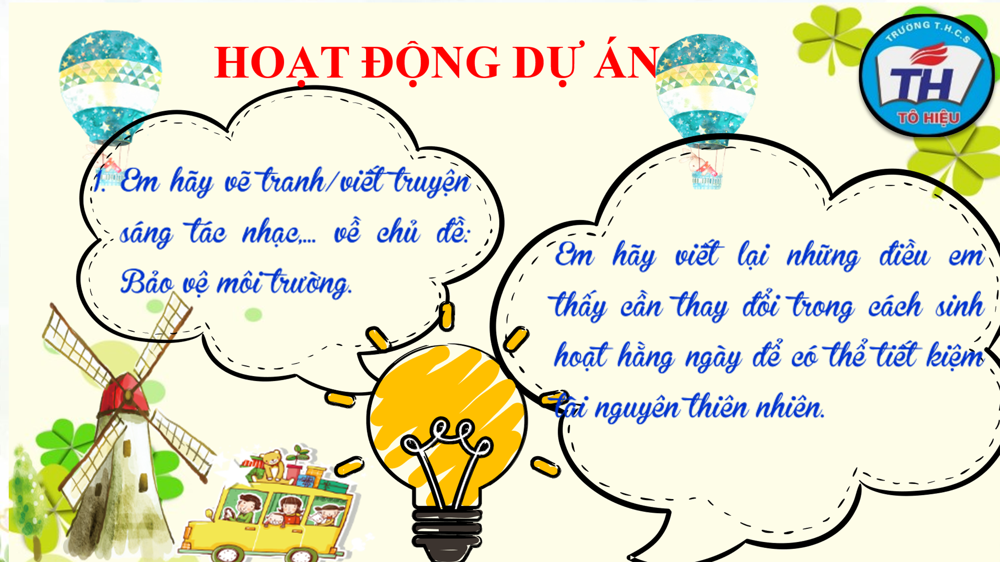 HOẠT ĐỘNG DỰ ÁN
TRƯỜNG T.H.C.S
TH
TÔ HIỆU
1. Em hãy vẽ tranh/viết truyện
sáng tác nhạc,... về chủ đề:
Bảo vệ môi trường.
Em hãy viết lại những điều em
thấy cần thay đổi trong cách sinh
hoạt hằng ngày để có thể tiết kiệm
tài nguyên thiên nhiên.